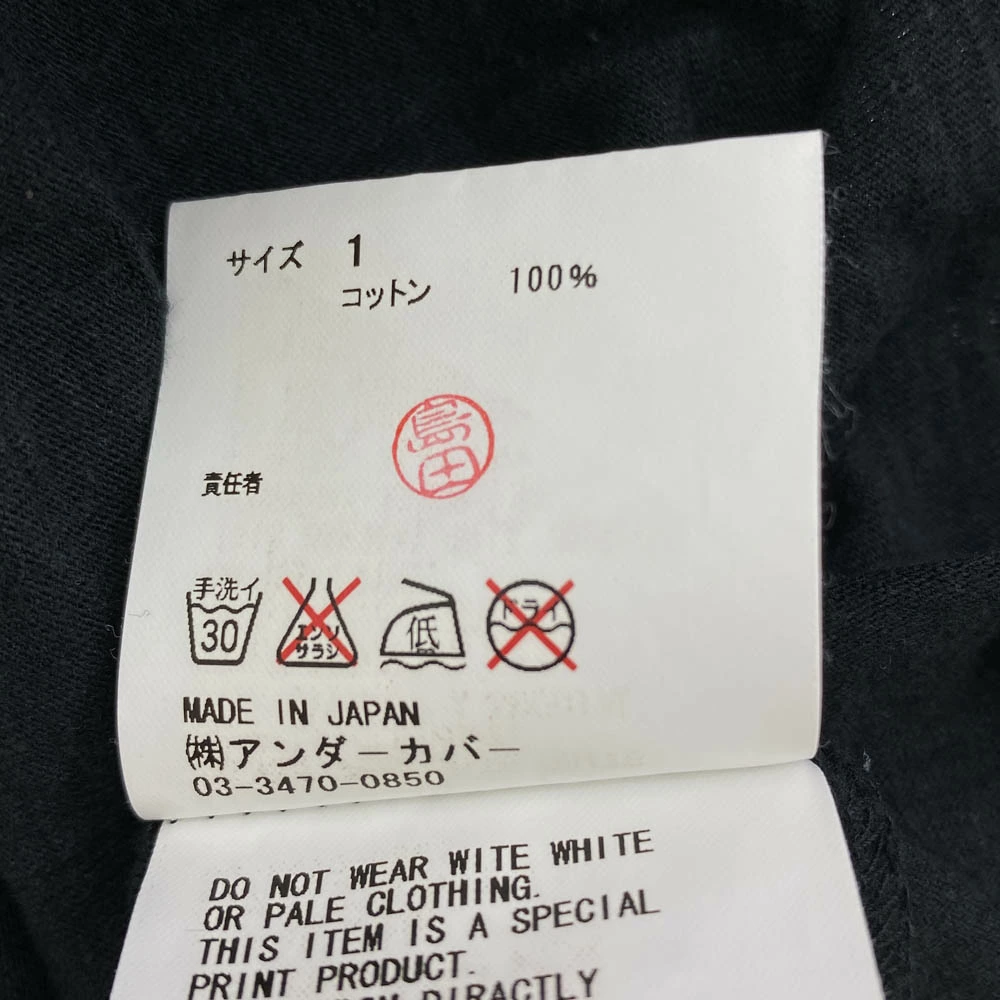 サイズ 1
コットン 100%
島田
責任者
手洗イ
30
エンソ
サラシ
低
ドライ
MADE IN JAPAN
㈱アンダーカバー
03-3470-0850
DO NOT WEAR WITE WHITE
OR PALE CLOTHING.
THIS ITEM IS A SPECIAL
PRINT PRODUCT.
DIRACTLY